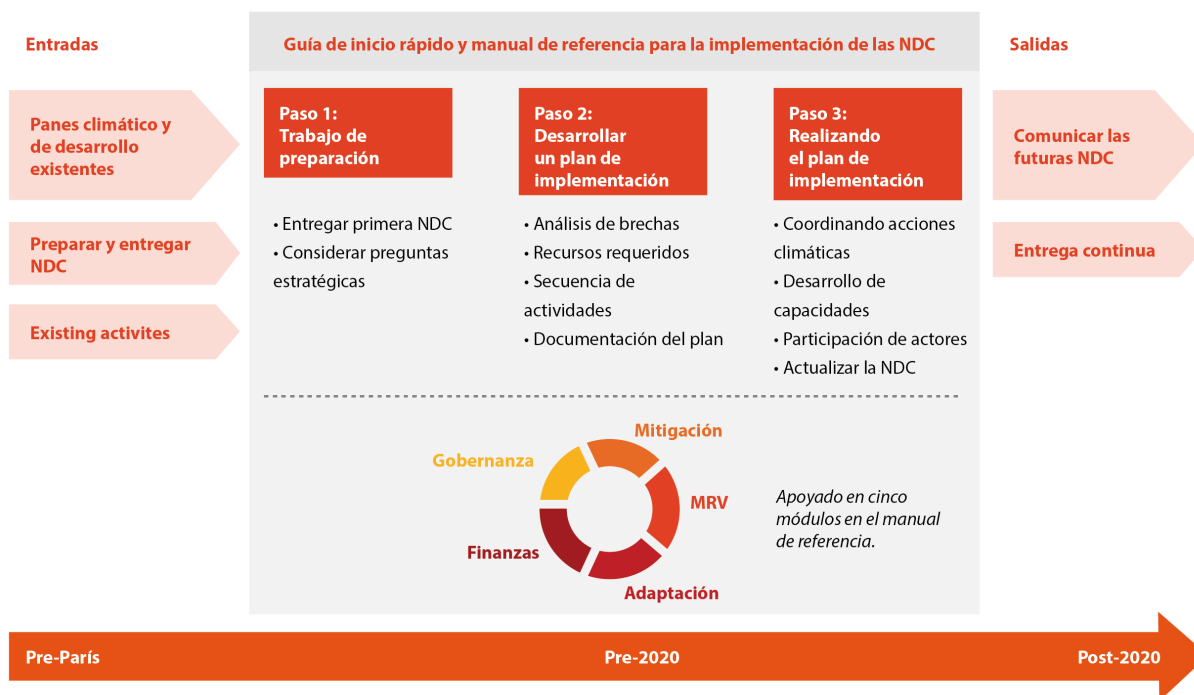 Entradas
Panes climático y
de desarrollo
existentes
Preparar y entregar
NDC
Existing activites
Guía de inicio rápido y manual de referencia para la implementación de las NDC
Paso 1:
Trabajo de
preparación
• Entregar primera NDC
• Considerar preguntas
estratégicas
Paso 2:
Desarrollar
un plan de
implementación
• Análisis de brechas
• Recursos requeridos
• Secuencia de
actividades
• Documentación del plan
Paso 3:
Realizando
el plan de
implementación
• Coordinando acciones
climáticas
• Desarrollo de
capacidades
• Participación de actores
• Actualizar la NDC
Mitigación
Gobernanza
MRV
Finanzas
Adaptación
Apoyado en cinco
módulos en el manual
de referencia.
Salidas
Comunicar las
futuras NDC
Entrega continua
Pre-París
Pre-2020
Post-2020